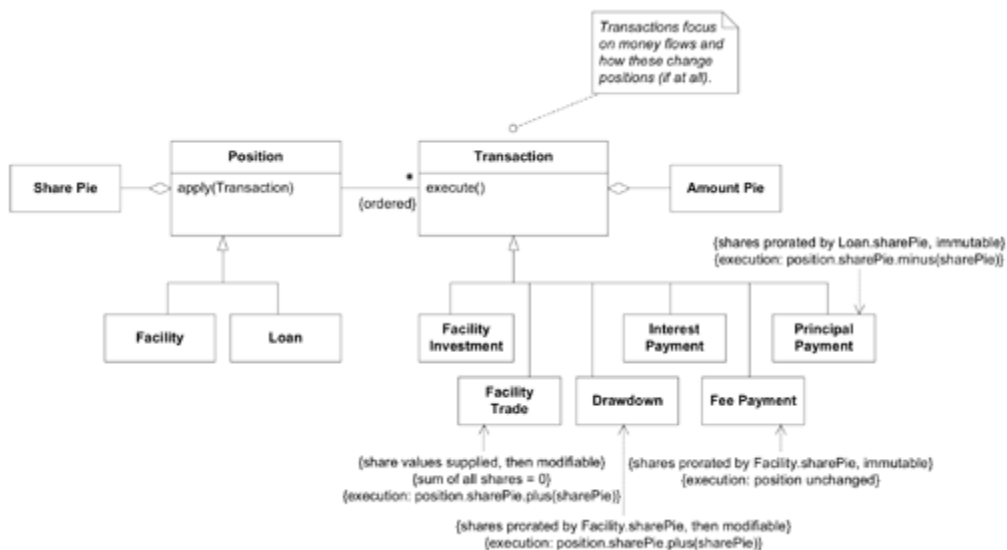 Transactions focus
on money flows and
how these change
positions (if at all).
Position
Transaction
Share Pie
apply(Transaction)
*
{ordered}
execute()
Amount Pie
{shares prorated by Loan.sharePie, immutable}
{execution: position.sharePie.minus(sharePie)}
Facility
Loan
Facility
Investment
Interest
Payment
Principal
Payment
Facility
Trade
Drawdown
Fee Payment
{share values supplied, then modifiable}
{sum of all shares = 0}
{execution: position.sharePie.plus(sharePie)}
{shares prorated by Facility.sharePie, immutable}
{execution: position unchanged}
{shares prorated by Facility.sharePie, then modifiable}
{execution: position.sharePie.plus(sharePie)}